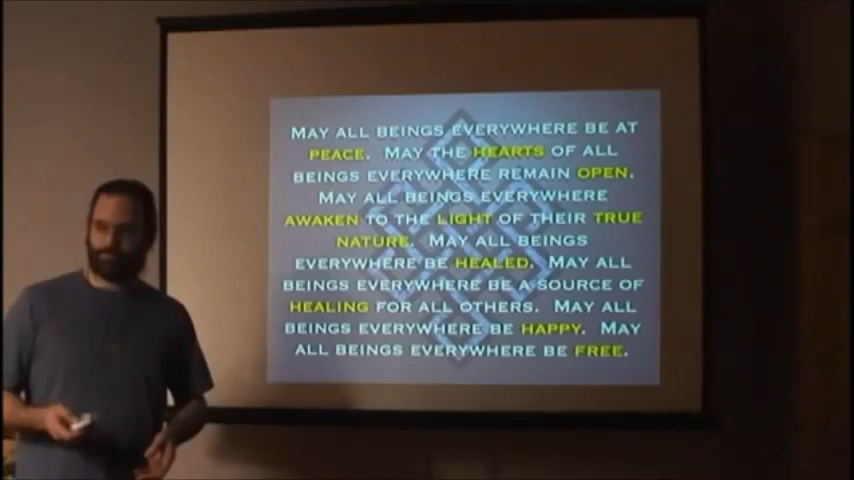 MAY ALL BEINGS EVERYWHERE BE AT
PEACE. MAY THE HEARTS OF ALL
BEINGS EVERYWHERE REMAIN OPEN.
MAY ALL BEINGS EVERYWHERE
AWAKEN TO THE LIGHT OF THEIR TRUE
NATURE. MAY ALL BEINGS
EVERYWHERE BE HEALED. MAY ALL
BEINGS EVERYWHERE BE A SOURCE OF
HEALING FOR ALL OTHERS. MAY ALL
BEINGS EVERYWHERE BE HAPPY. MAY
ALL BEINGS EVERYWHERE BE FREE.